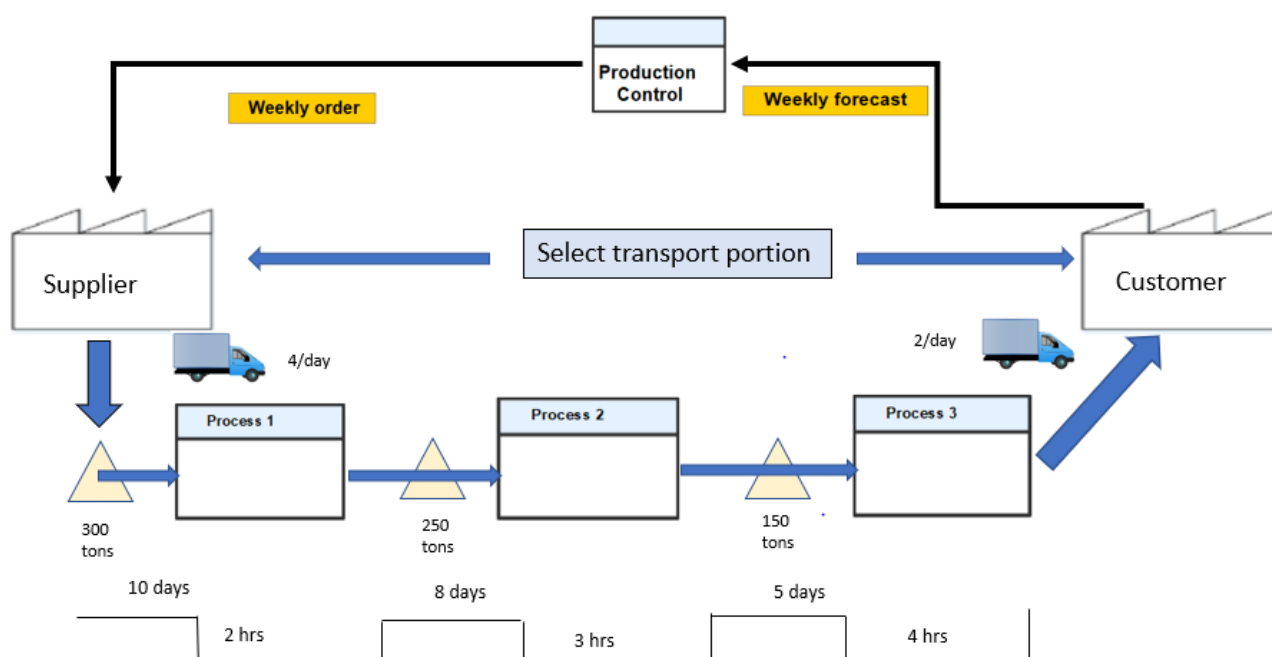 Production
Control
Weekly order
Weekly forecast
Select transport portion
Supplier
Customer
4/day
2/day
Process 1
Process 2
Process 3
300
tons
250
tons
150
tons
10 days
8 days
5 days
2 hrs
3 hrs
4 hrs